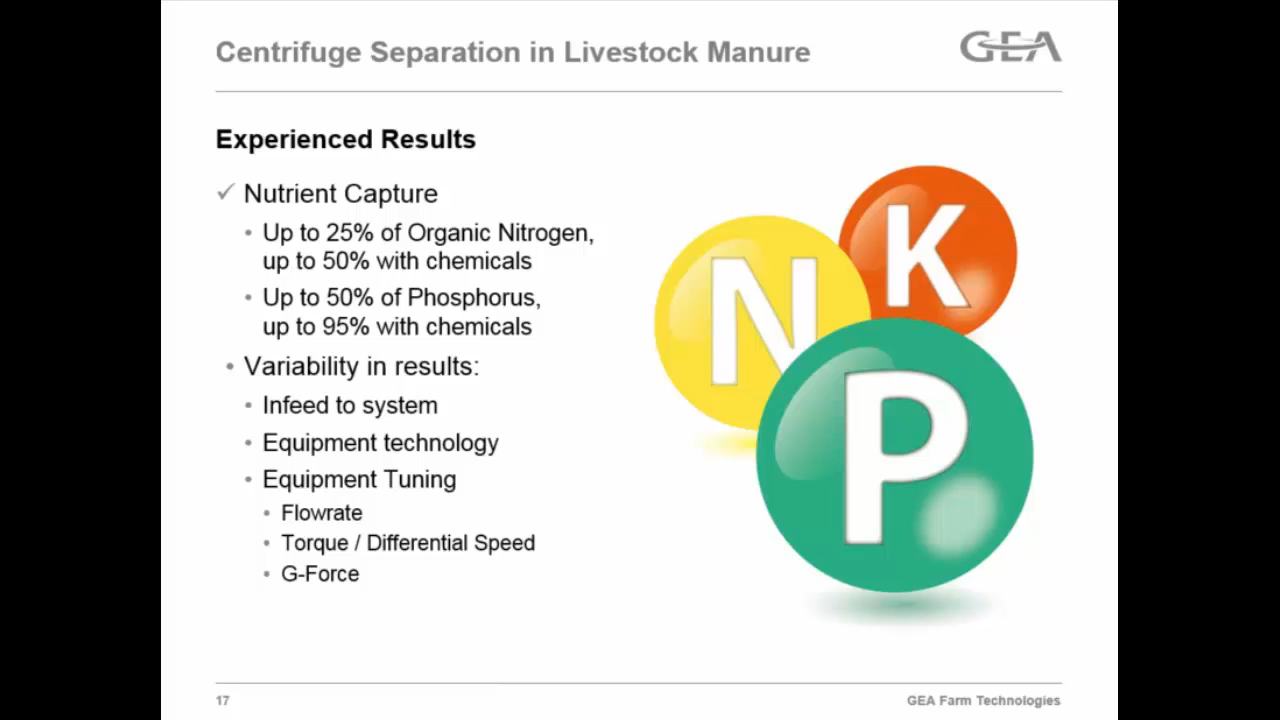 Centrifuge Separation in Livestock Manure
GEA
Experienced Results
✓ Nutrient Capture
• Up to 25% of Organic Nitrogen,
up to 50% with chemicals
• Up to 50% of Phosphorus,
up to 95% with chemicals
• Variability in results:
• Infeed to system
• Equipment technology
• Equipment Tuning
• Flowrate
• Torque / Differential Speed
• G-Force
N
K
P
17
GEA Farm Technologies